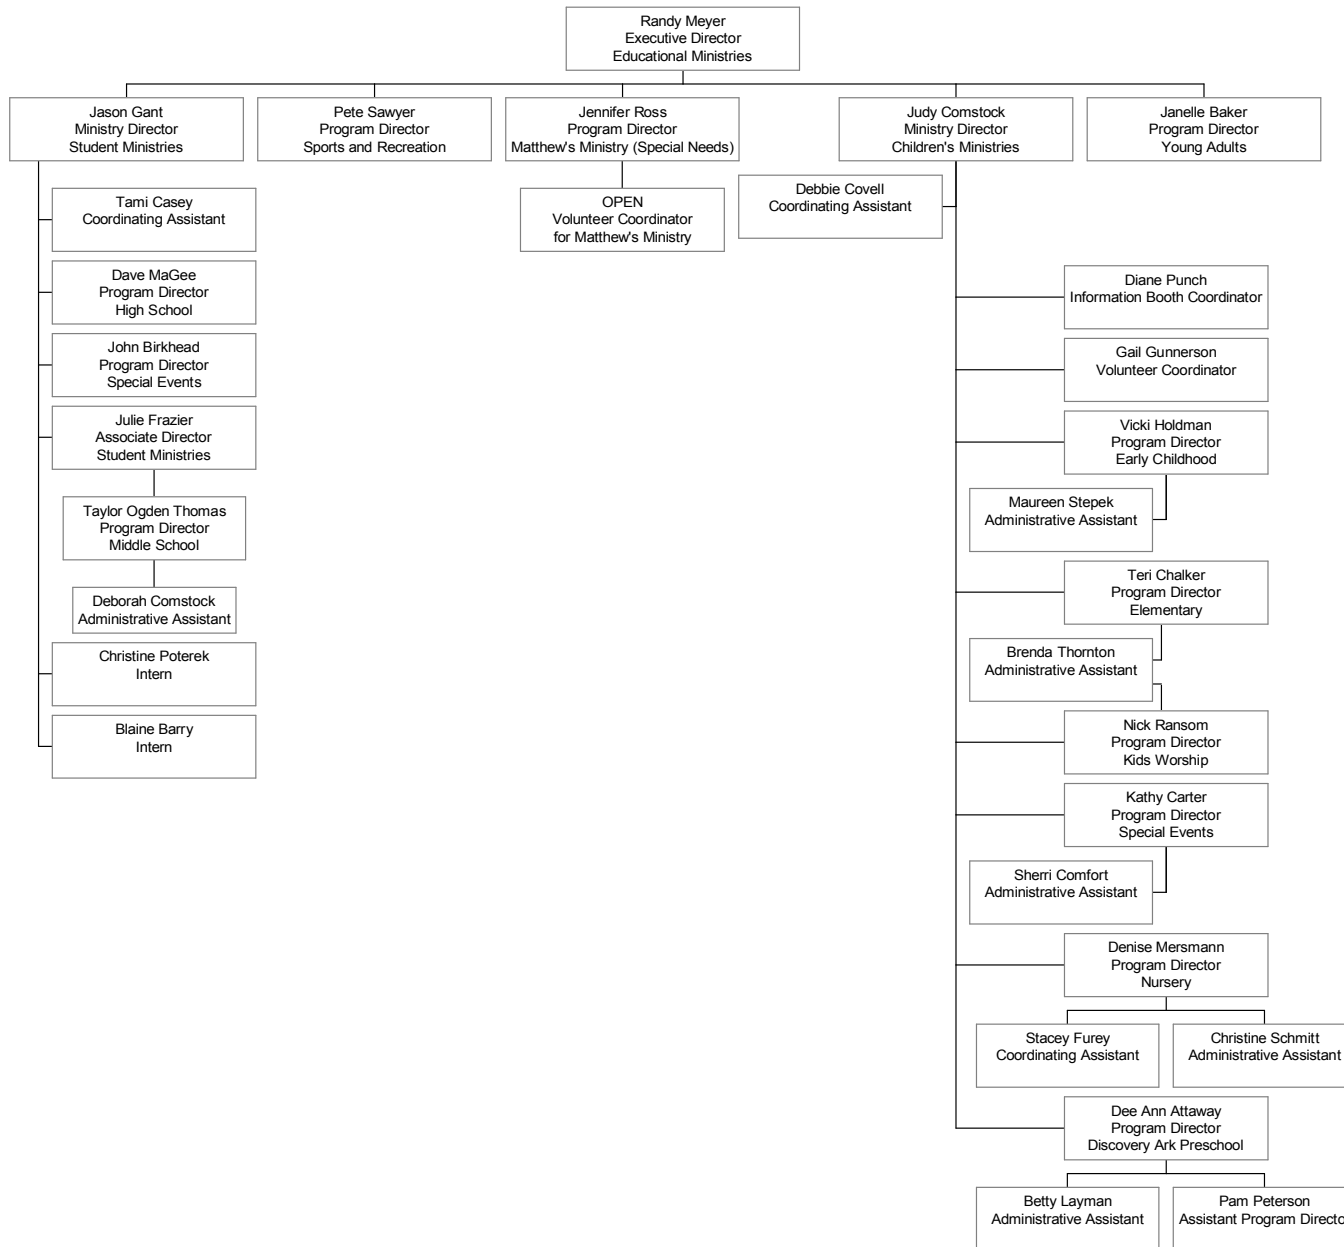 Randy Meyer
Executive Director
Educational Ministries
Jason Gant
Ministry Director
Student Ministries
Pete Sawyer
Program Director
Sports and Recreation
Jennifer Ross
Program Director
Matthew's Ministry (Special Needs)
Judy Comstock
Ministry Director
Children's Ministries
Janelle Baker
Program Director
Young Adults
Tami Casey
Coordinating Assistant
Dave MaGee
Program Director
High School
John Birkhead
Program Director
Special Events
Julie Frazier
Associate Director
Student Ministries
Taylor Ogden Thomas
Program Director
Middle School
Deborah Comstock
Administrative Assistant
Christine Poterek
Intern
Blaine Barry
Intern
OPEN
Volunteer Coordinator
for Matthew's Ministry
Debbie Covell
Coordinating Assistant
Diane Punch
Information Booth Coordinator
Gail Gunnerson
Volunteer Coordinator
Vicki Holdman
Program Director
Early Childhood
Maureen Stepek
Administrative Assistant
Teri Chalker
Program Director
Elementary
Brenda Thornton
Administrative Assistant
Nick Ransom
Program Director
Kids Worship
Kathy Carter
Program Director
Special Events
Sherri Comfort
Administrative Assistant
Denise Mersmann
Program Director
Nursery
Stacey Furey
Coordinating Assistant
Christine Schmitt
Administrative Assistant
Dee Ann Attaway
Program Director
Discovery Ark Preschool
Betty Layman
Administrative Assistant
Pam Peterson
Assistant Program Directo